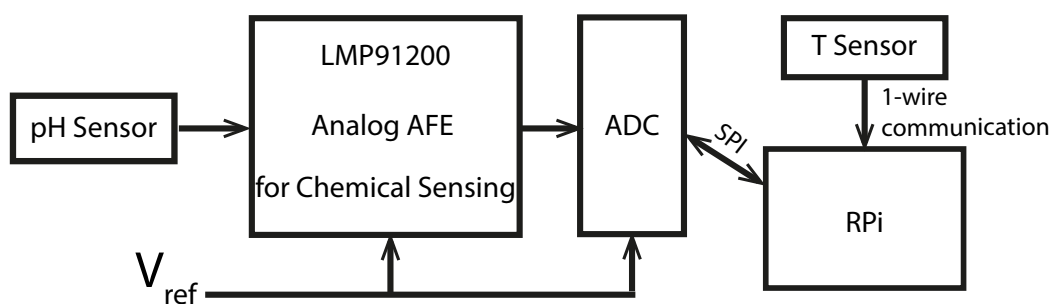 pH Sensor
LMP91200
Analog AFE
for Chemical Sensing
ADC
SPI
T Sensor
1-wire
communication
RPi
Vref